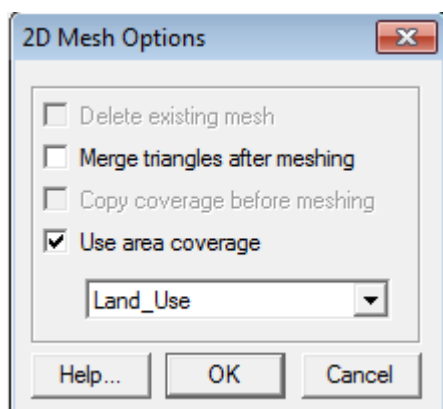 2D Mesh Options
Delete existing mesh
Merge triangles after meshing
Copy coverage before meshing
Use area coverage
Land_Use
Help... OK Cancel